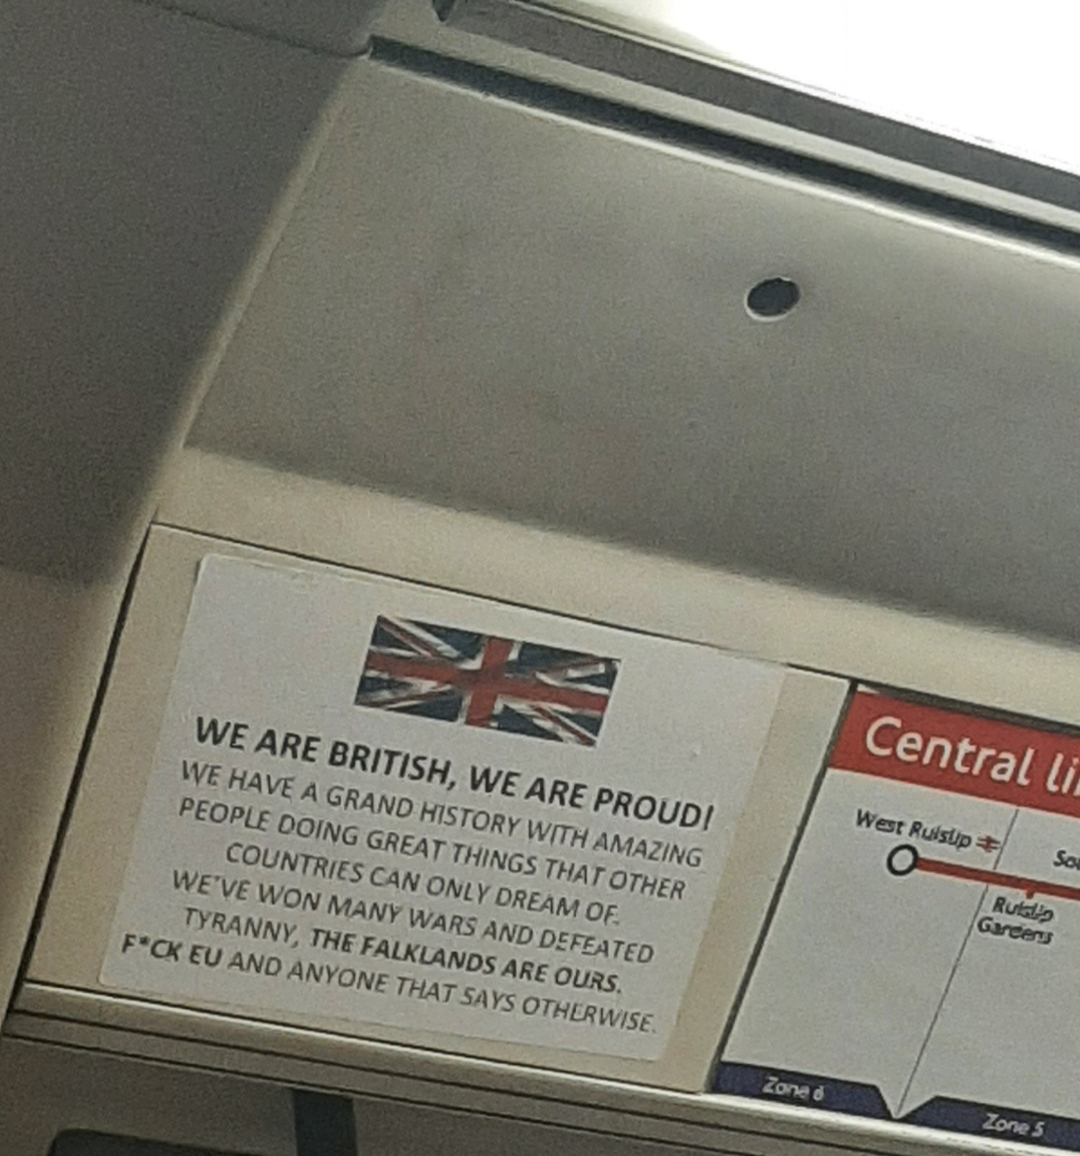 WE ARE BRITISH, WE ARE PROUD!
WE HAVE A GRAND HISTORY WITH AMAZING
PEOPLE DOING GREAT THINGS THAT OTHER
COUNTRIES CAN ONLY DREAM OF.
WE'VE WON MANY WARS AND DEFEATED
TYRANNY, THE FALKLANDS ARE OURS.
F*CK EU AND ANYONE THAT SAYS OTHERWISE.
Central li
West Ruislip
Sou
Ruislip
Gardens
Zone 6
Zone 5